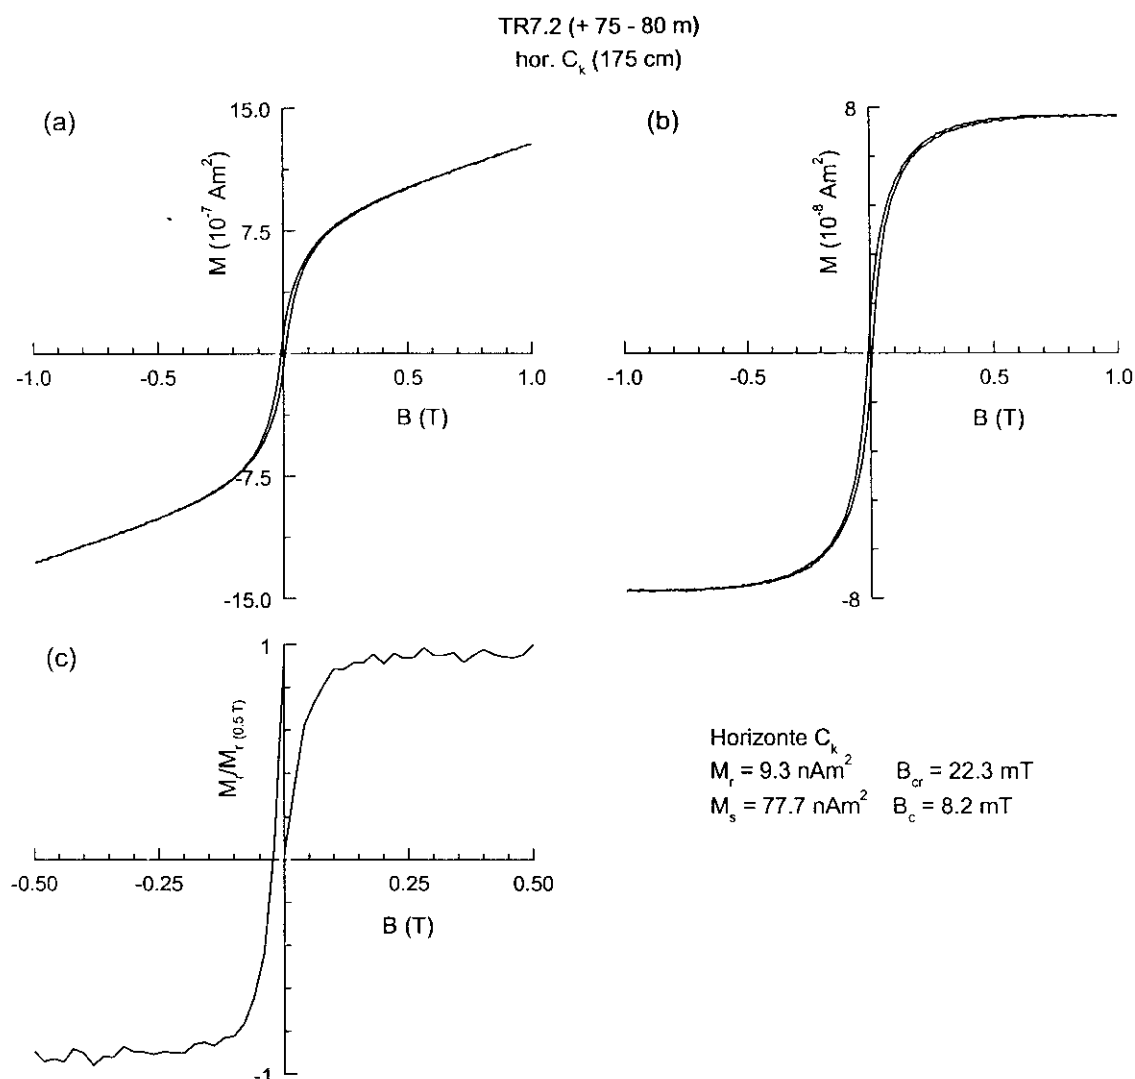 TR7.2 (+ 75 - 80 m)
hor. Cₖ (175 cm)
(a)
15.0
7.5
-7.5
-15.0
M (10⁻⁷ Am²)
-1.0
-0.5
0.5
1.0
B (T)
(b)
8
-8
M (10⁻⁸ Am²)
-1.0
-0.5
0.5
1.0
B (T)
(c)
1
-1
Mᵣ/Mᵣ (0.5 T)
-0.50
-0.25
0.25
0.50
B (T)
Horizonte Cₖ
Mᵣ = 9.3 nAm² B_cr = 22.3 mT
Mₛ = 77.7 nAm² B_c = 8.2 mT